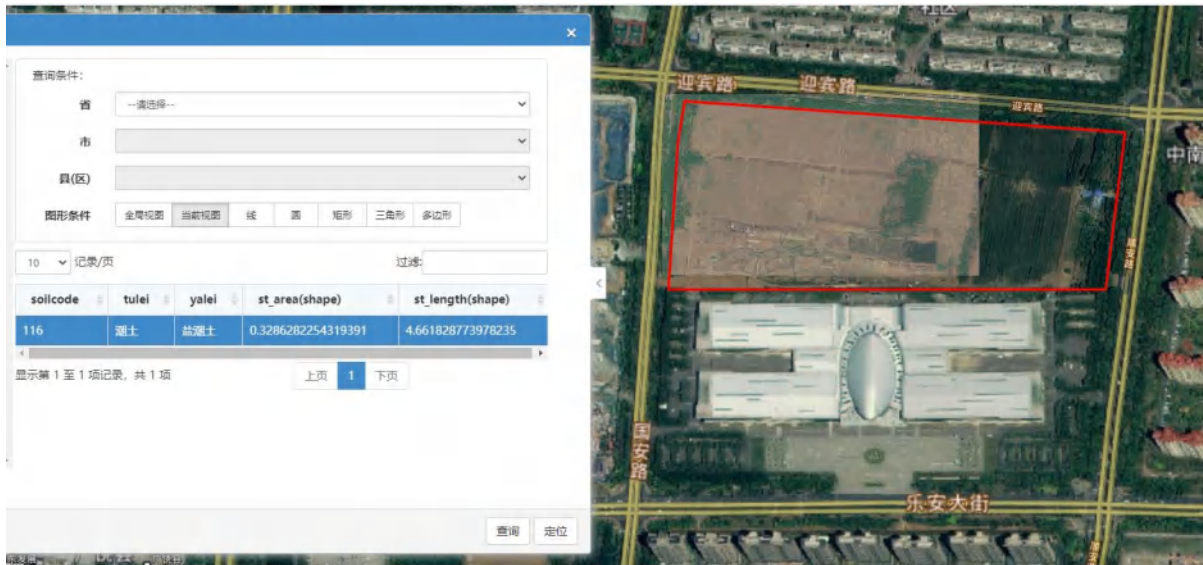 ×
查询条件:
省 --请选择--
市
县(区)
图形条件 全局视图 当前视图 线 圆 矩形 三角形 多边形
10 记录/页 过滤:
soilcode tulei yalei st_area(shape) st_length(shape)
116 潮土 盐潮土 0.3286282254319391 4.661828773978235
显示第 1 至 1 项记录, 共 1 项
上页 1 下页
查询 定位
社区
迎宾路 迎宾路 迎宾路
中南
国安路
乐安大街